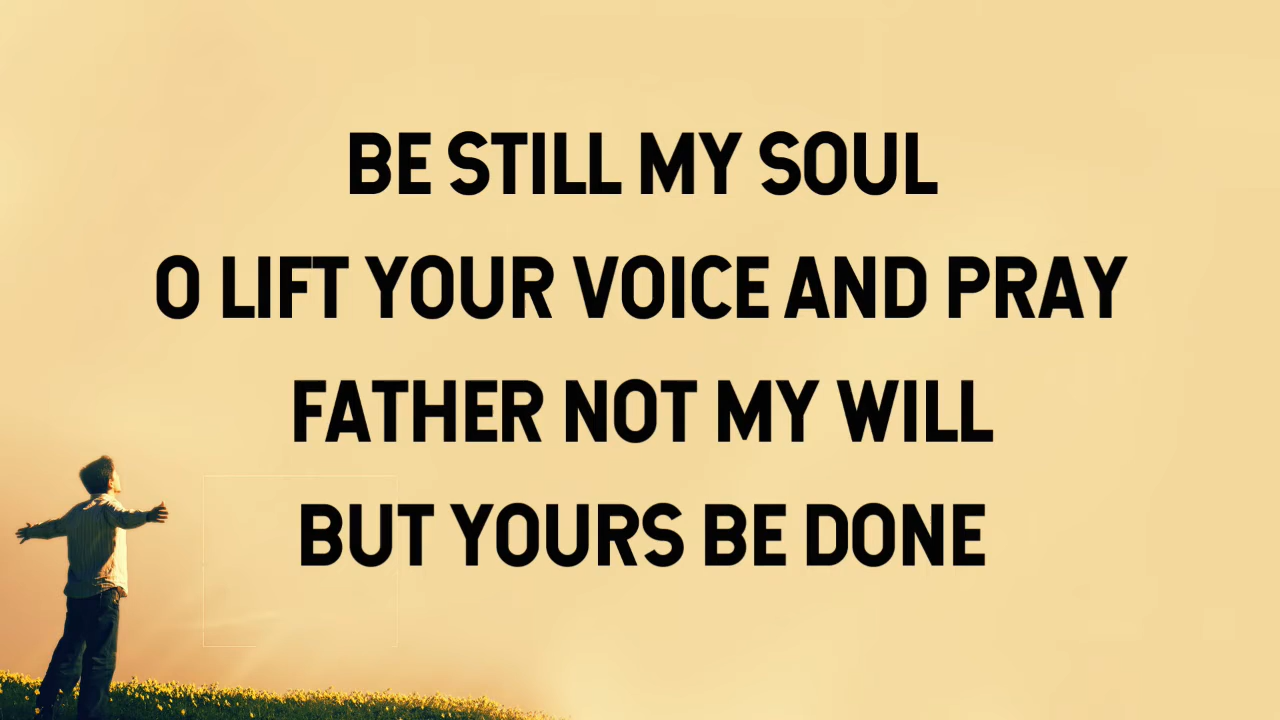 BE STILL MY SOUL
O LIFT YOUR VOICE AND PRAY
FATHER NOT MY WILL
BUT YOURS BE DONE